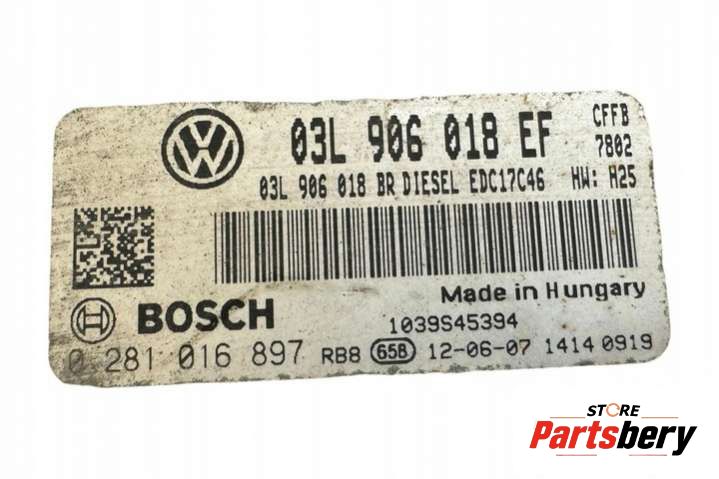 03L 906 018 EF
CFFB
7802
03L 906 018 BR DIESEL EDC17C46 HW: H25
Made in Hungary
BOSCH
1039S45394
0 281 016 897 RB8 658 12-06-07 1414 0919
STORE
Partsbery